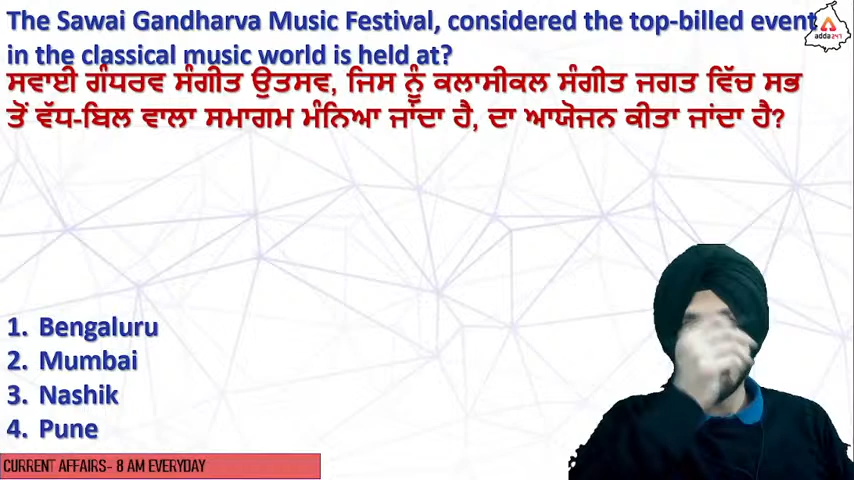 The Sawai Gandharva Music Festival, considered the top-billed event
in the classical music world is held at?
ਸਵਾਈ ਗੰਧਰਵ ਸੰਗੀਤ ਉਤਸਵ, ਜਿਸ ਨੂੰ ਕਲਾਸੀਕਲ ਸੰਗੀਤ ਜਗਤ ਵਿੱਚ ਸਭ
ਤੋਂ ਵੱਧ-ਬਿਲ ਵਾਲਾ ਸਮਾਗਮ ਮੰਨਿਆ ਜਾਂਦਾ ਹੈ, ਦਾ ਆਯੋਜਨ ਕੀਤਾ ਜਾਂਦਾ ਹੈ?
adda247
1. Bengaluru
2. Mumbai
3. Nashik
4. Pune
CURRENT AFFAIRS- 8 AM EVERYDAY